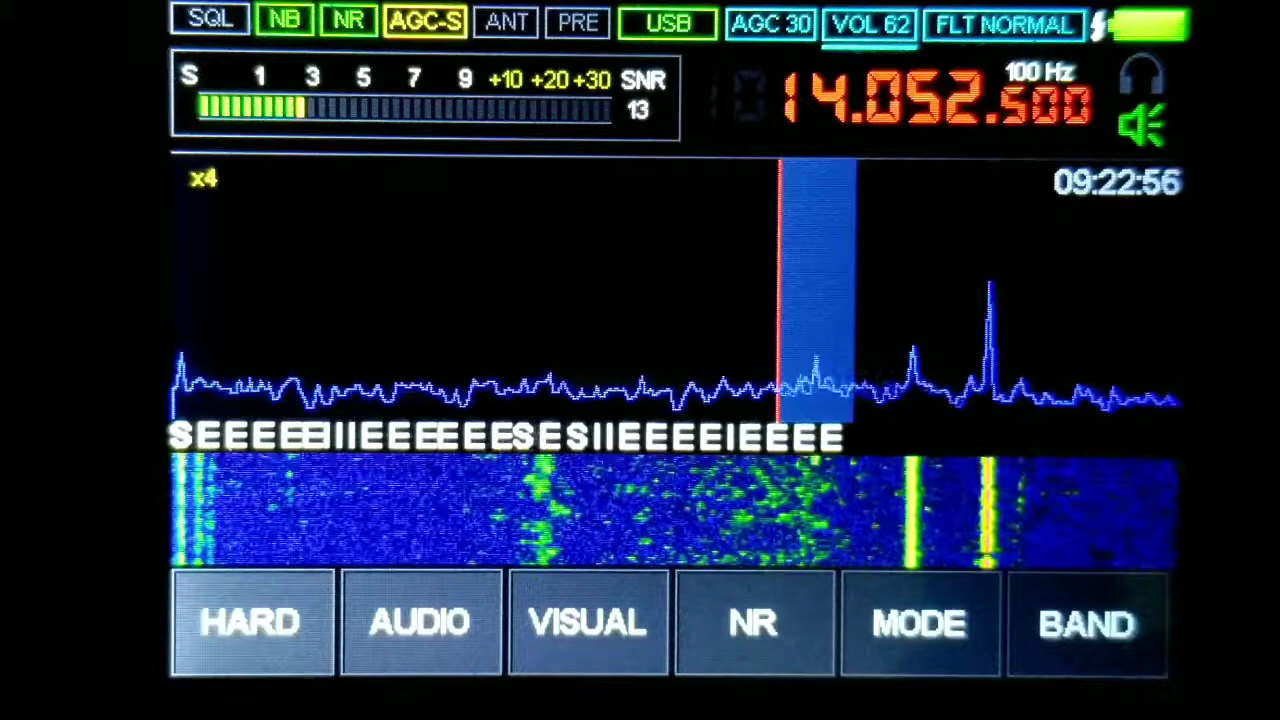 SQL NB NR AGC-S ANT PRE USB AGC 30 VOL 62 FLT NORMAL
S 1 3 5 7 9 +10 +20 +30 SNR
13
100 Hz
14.052.500
x4
09:22:56
SEEEEEIIIEEEEEESESIIEEEEIEEEE
HARD AUDIO VISUAL NR MODE BAND